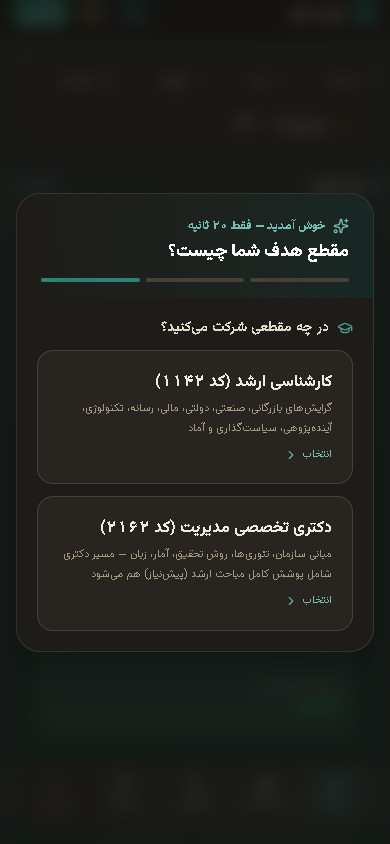 خوش آمدید — فقط ۲۰ ثانیه
مقطع هدف شما چیست؟
در چه مقطعی شرکت می‌کنید؟
کارشناسی ارشد (کد ۱۱۴۲)
گرایش‌های بازرگانی، صنعتی، دولتی، مالی، رسانه، تکنولوژی،
آینده‌پژوهی، سیاست‌گذاری و آماد
انتخاب
دکتری تخصصی مدیریت (کد ۲۱۶۲)
مبانی سازمان، تئوری‌ها، روش تحقیق، آمار، زبان — مسیر دکتری
شامل پوشش کامل مباحث ارشد (پیش‌نیاز) هم می‌شود
انتخاب